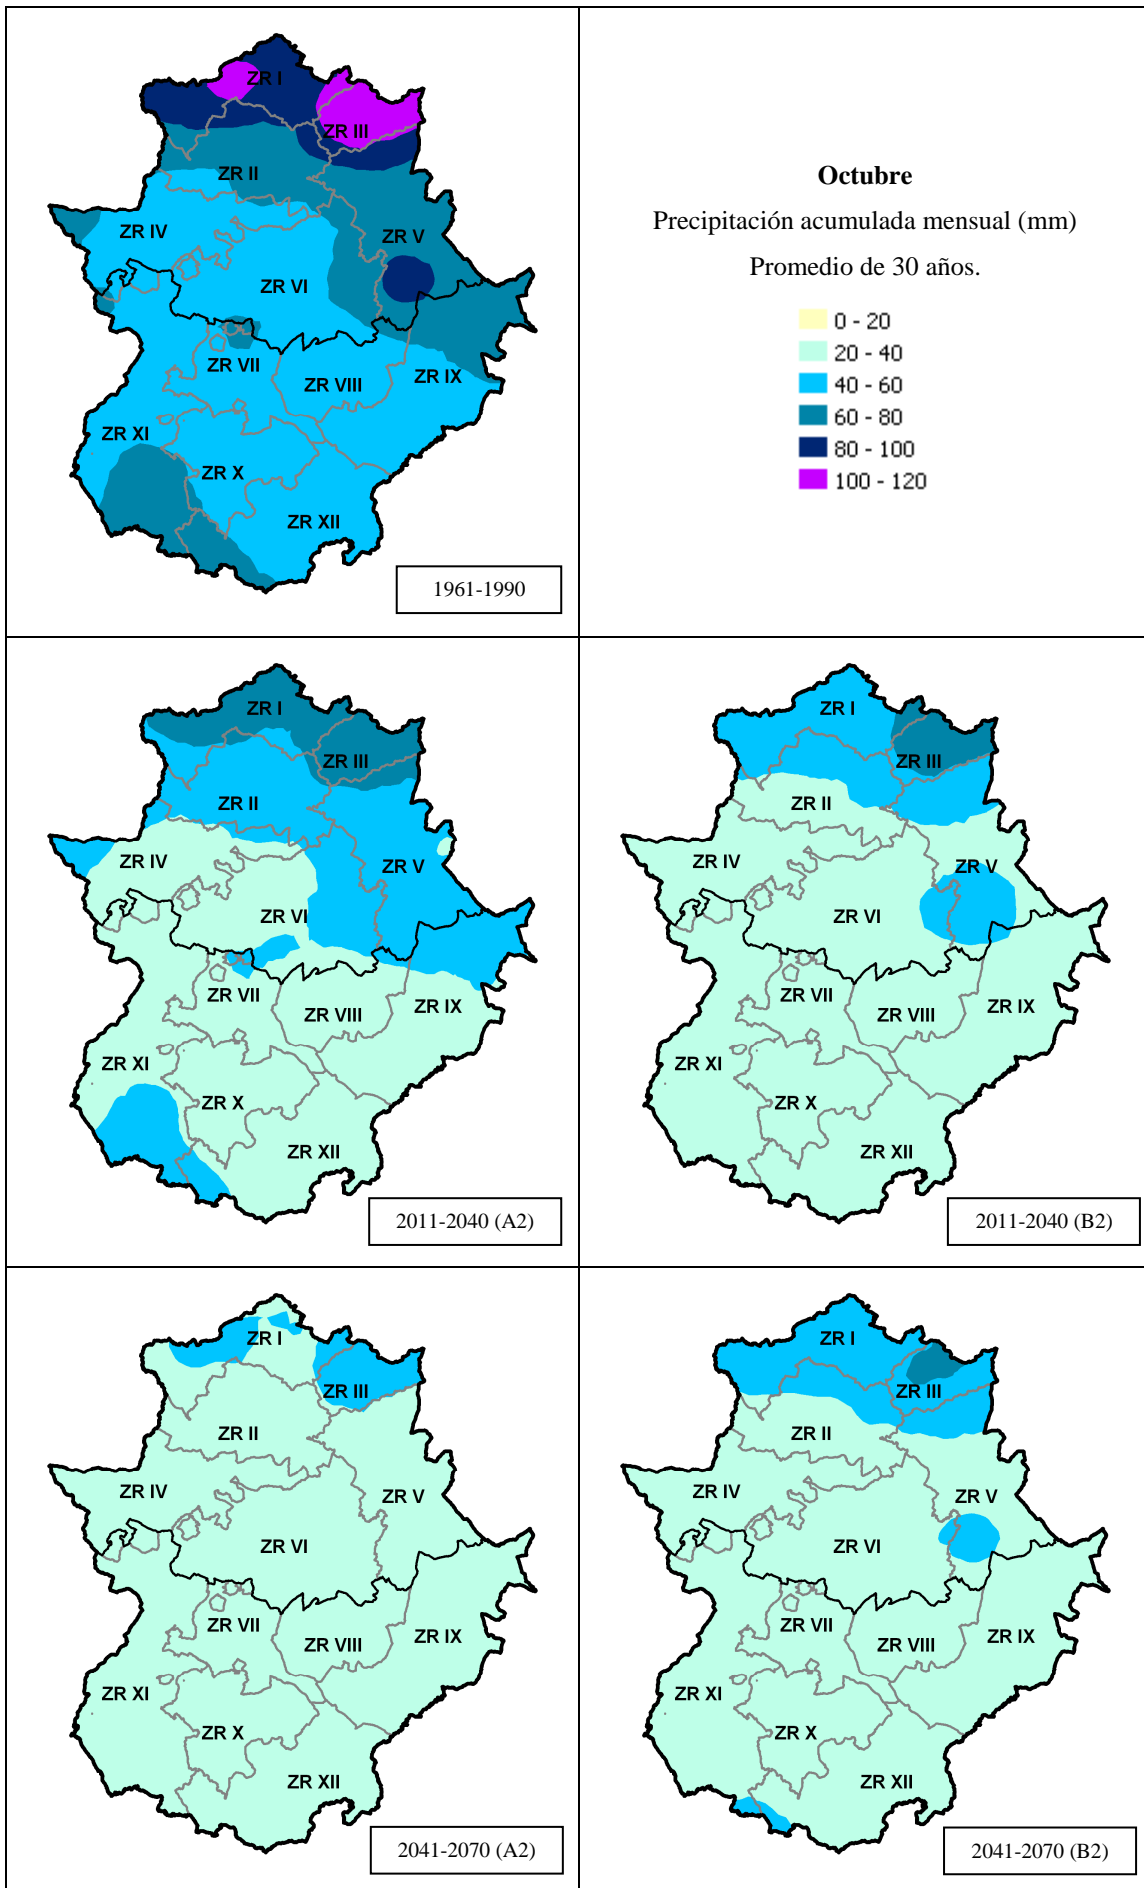 ZR I
ZR III
ZR II
ZR IV
ZR V
ZR VI
ZR VII
ZR VIII
ZR IX
ZR XI
ZR X
ZR XII
1961-1990
Octubre
Precipitación acumulada mensual (mm)
Promedio de 30 años.
0 - 20
20 - 40
40 - 60
60 - 80
80 - 100
100 - 120
ZR I
ZR III
ZR II
ZR IV
ZR V
ZR VI
ZR VII
ZR VIII
ZR IX
ZR XI
ZR X
ZR XII
2011-2040 (A2)
ZR I
ZR III
ZR II
ZR IV
ZR V
ZR VI
ZR VII
ZR VIII
ZR IX
ZR XI
ZR X
ZR XII
2011-2040 (B2)
ZR I
ZR III
ZR II
ZR IV
ZR V
ZR VI
ZR VII
ZR VIII
ZR IX
ZR XI
ZR X
ZR XII
2041-2070 (A2)
ZR I
ZR III
ZR II
ZR IV
ZR V
ZR VI
ZR VII
ZR VIII
ZR IX
ZR XI
ZR X
ZR XII
2041-2070 (B2)